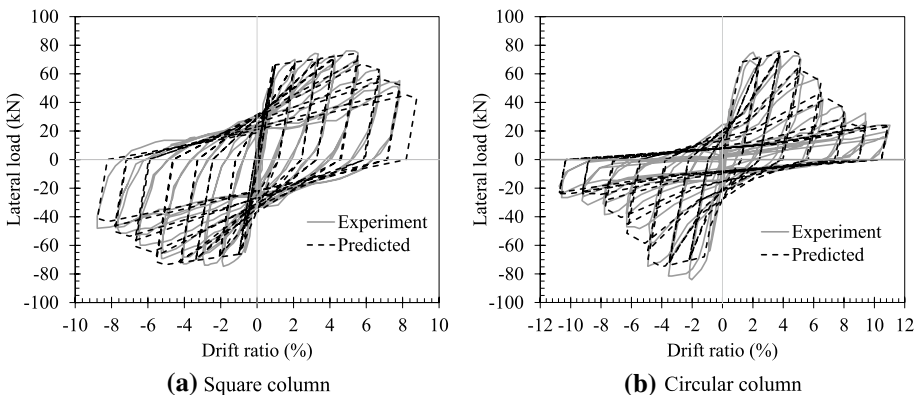 100
80
60
40
20
0
-20
-40
-60
-80
-100
Lateral load (kN)
-10 -8 -6 -4 -2 0 2 4 6 8 10
Drift ratio (%)
Experiment
Predicted
(a) Square column
100
80
60
40
20
0
-20
-40
-60
-80
-100
Lateral load (kN)
-12 -10 -8 -6 -4 -2 0 2 4 6 8 10 12
Drift ratio (%)
Experiment
Predicted
(b) Circular column